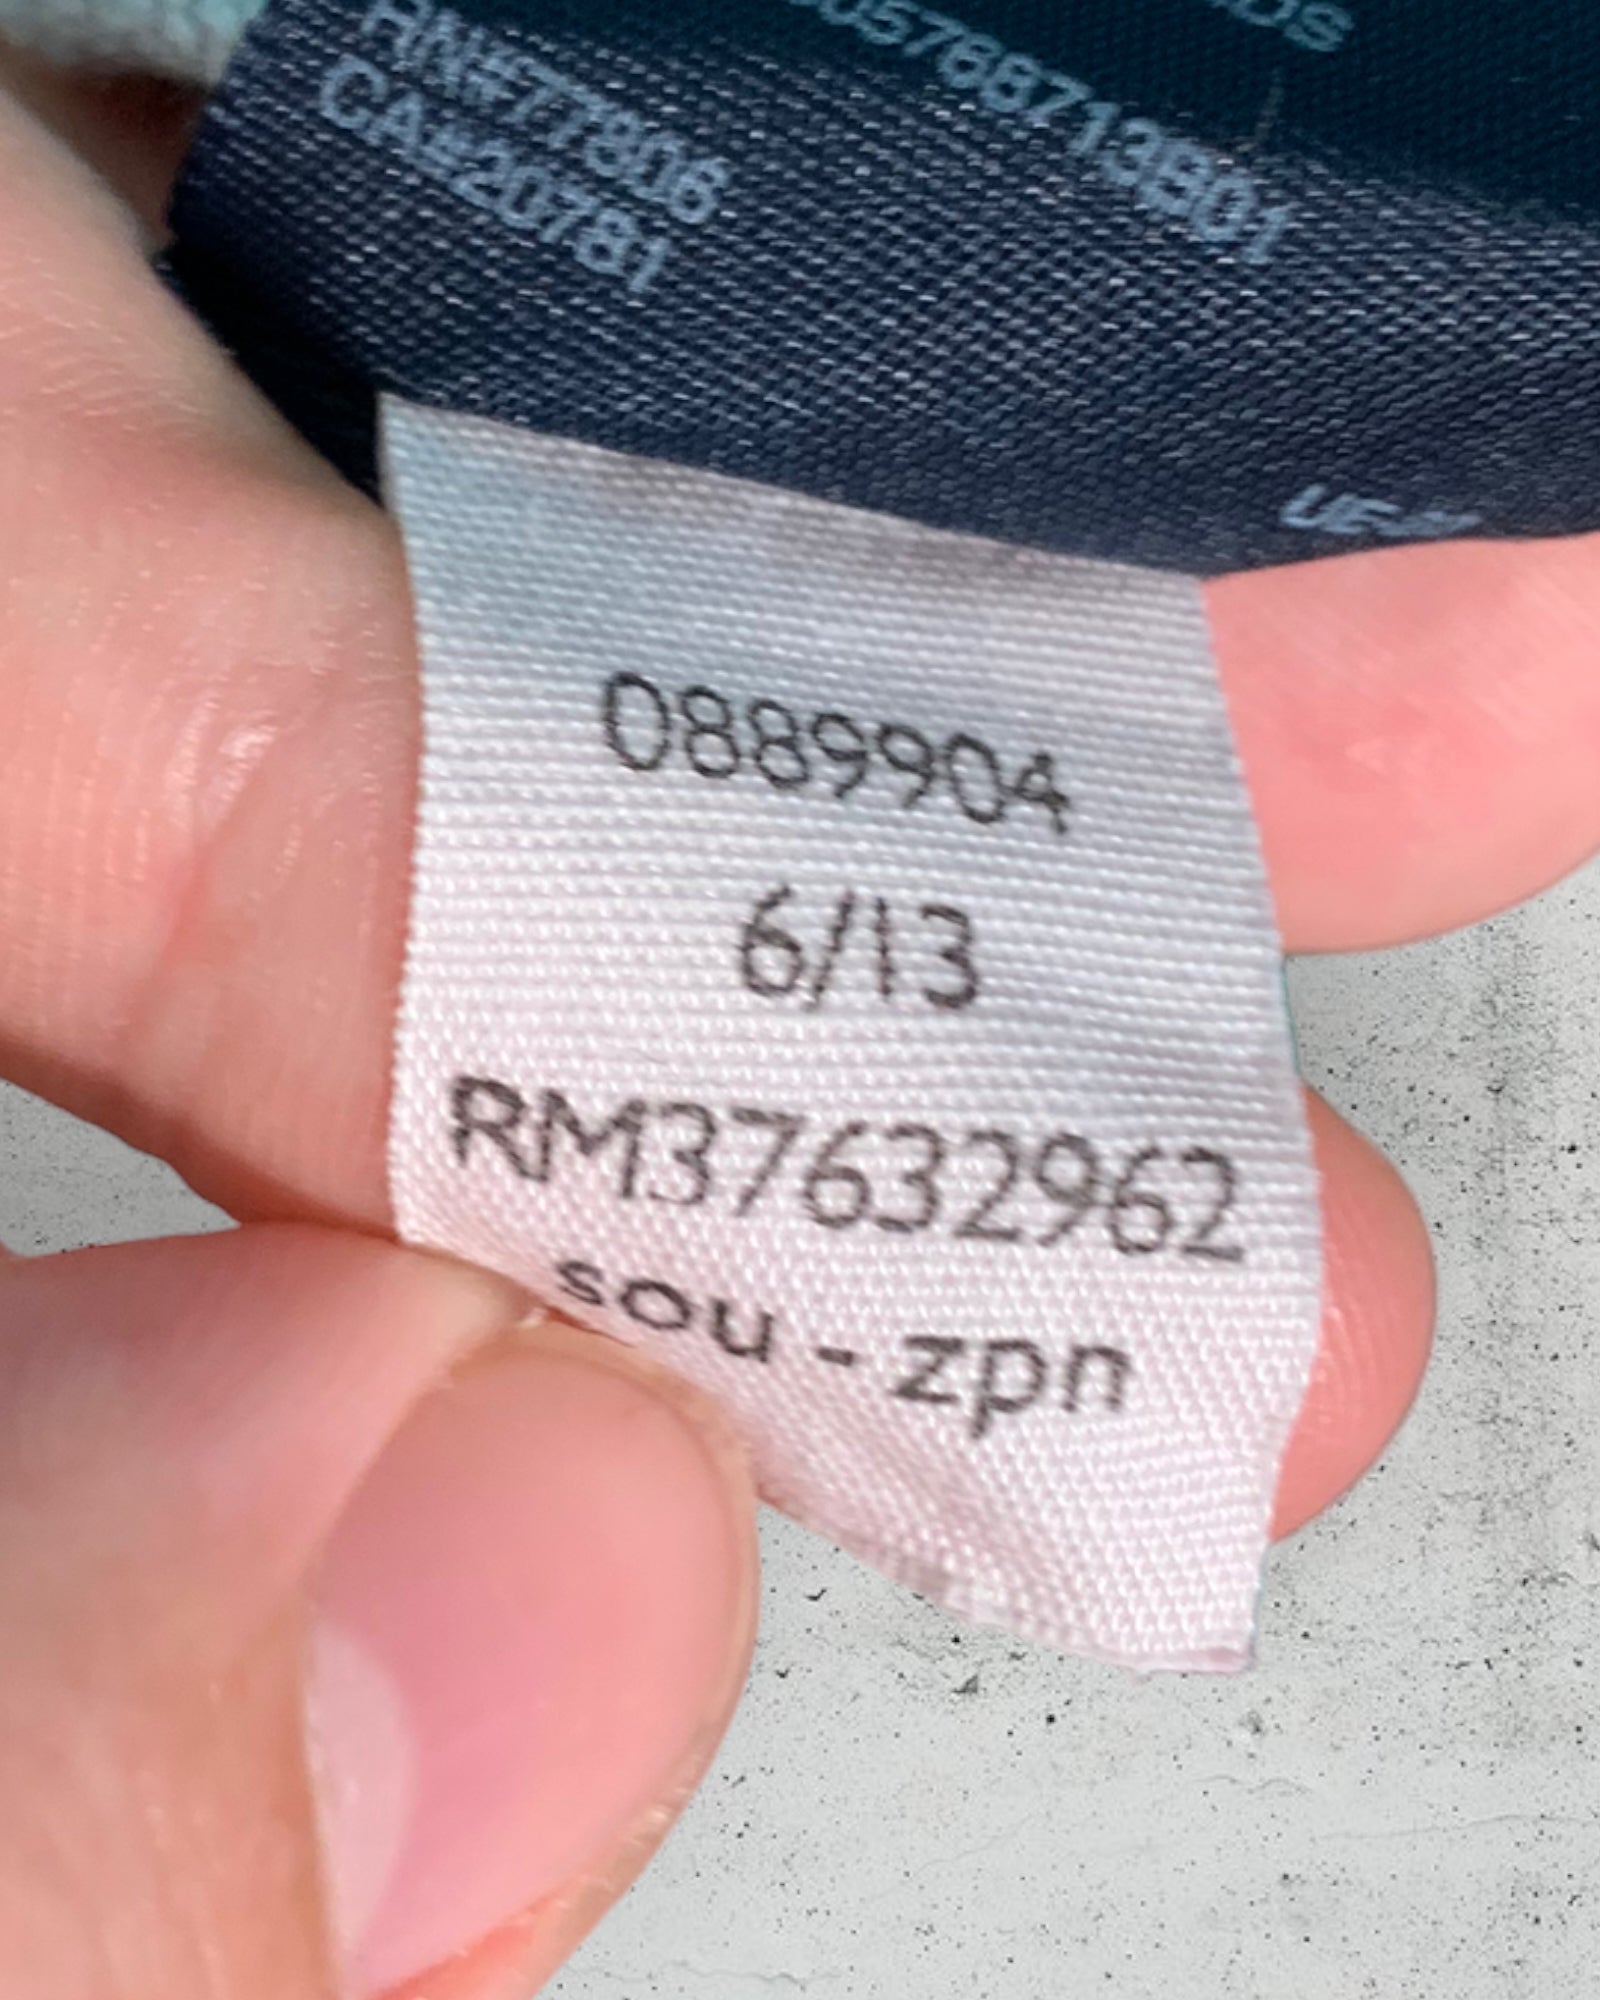 RN#77806
CA#20781
0889904
6/13
RM37632962
sou - zpn